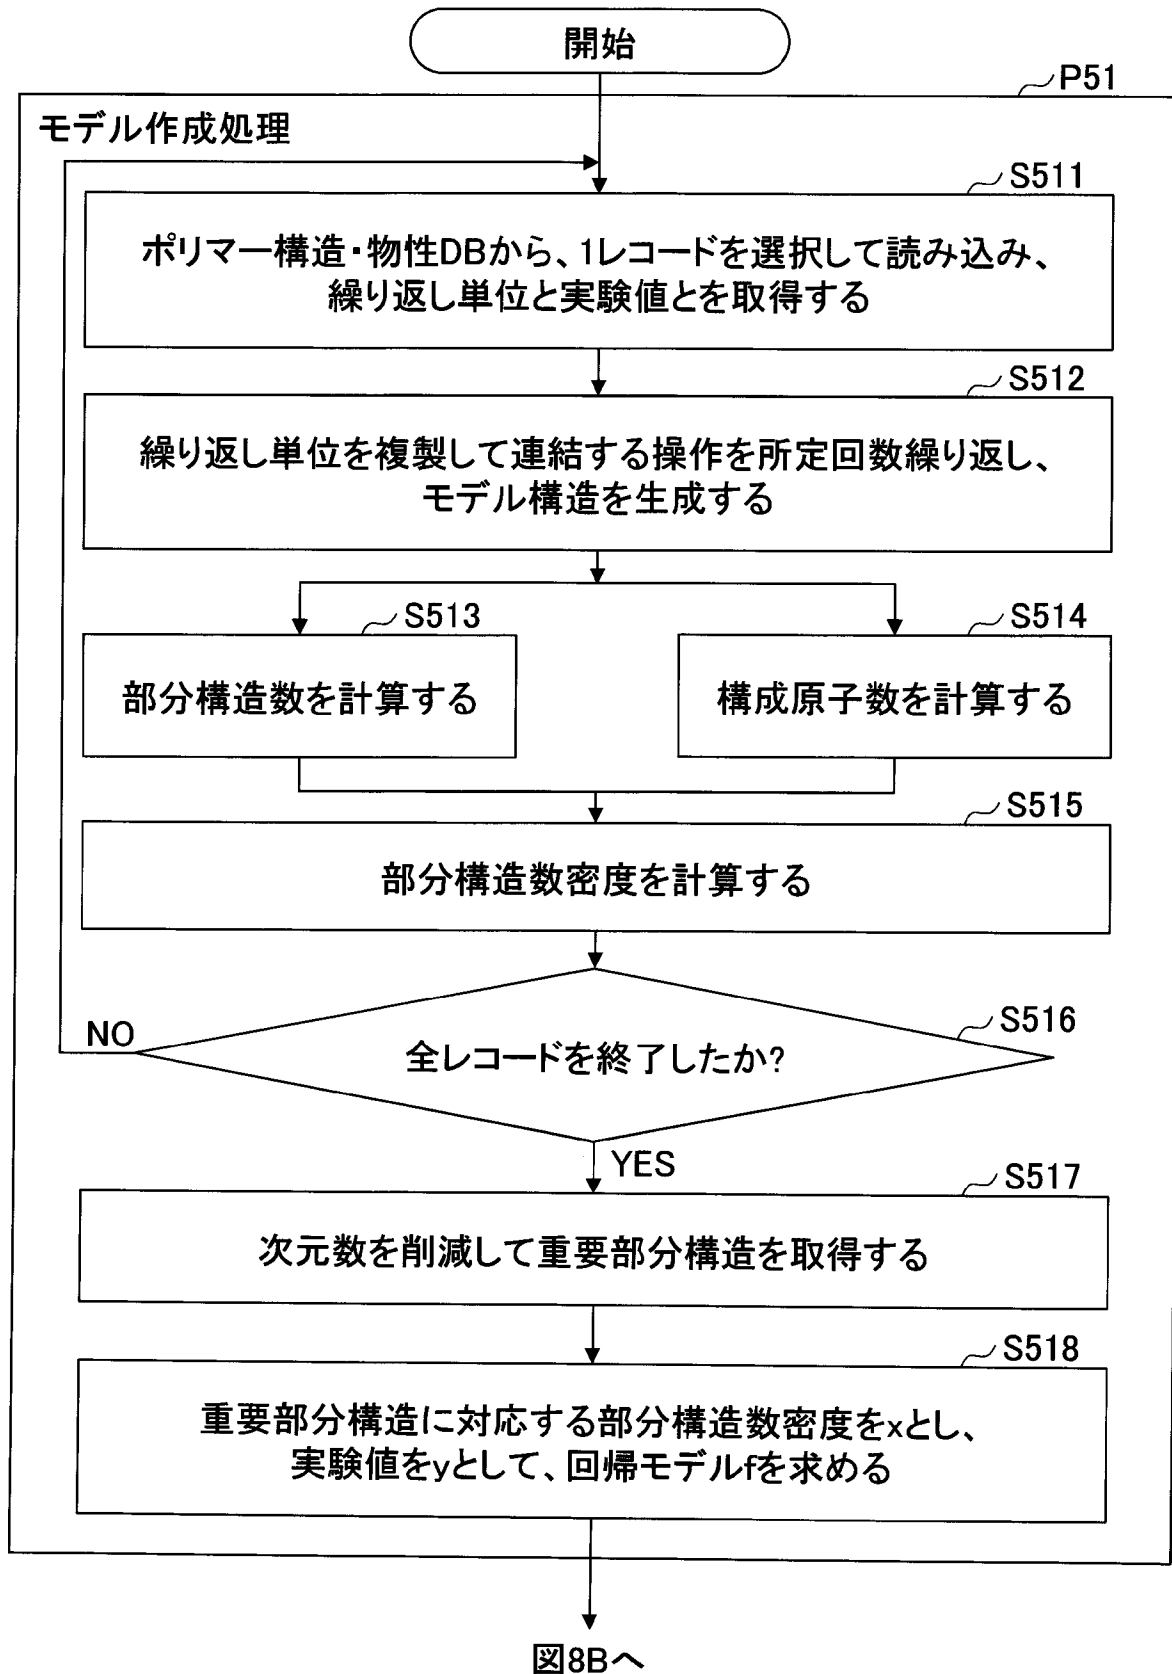 開始
P51
モデル作成処理
S511
ポリマー構造・物性DBから、1レコードを選択して読み込み、
繰り返し単位と実験値とを取得する
S512
繰り返し単位を複製して連結する操作を所定回数繰り返し、
モデル構造を生成する
S513
部分構造数を計算する
S514
構成原子数を計算する
S515
部分構造数密度を計算する
S516
全レコードを終了したか?
NO
YES
S517
次元数を削減して重要部分構造を取得する
S518
重要部分構造に対応する部分構造数密度をxとし、
実験値をyとして、回帰モデルfを求める
図8Bへ